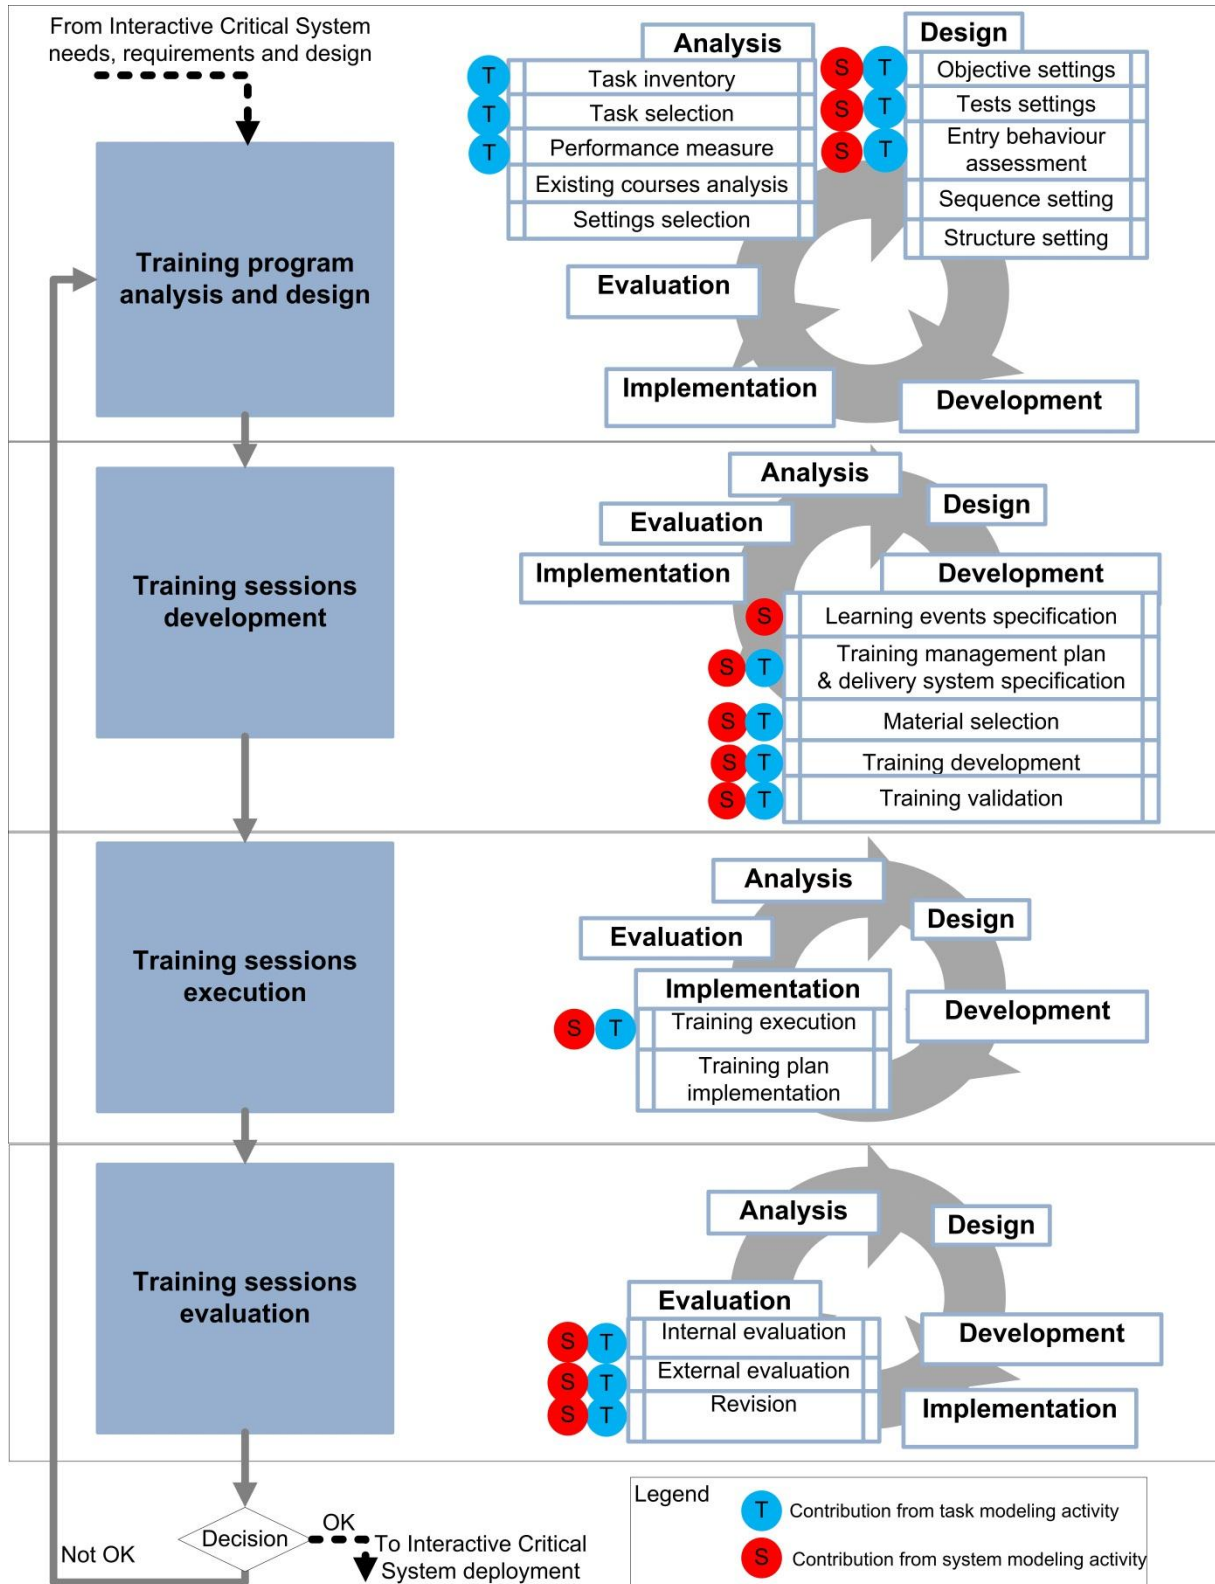 From Interactive Critical System
needs, requirements and design
Training program
analysis and design
Analysis
T
Task inventory
T
Task selection
T
Performance measure
Existing courses analysis
Settings selection
Design
S
T
Objective settings
S
T
Tests settings
S
T
Entry behaviour
assessment
Sequence setting
Structure setting
Evaluation
Implementation
Development
Training sessions
development
Analysis
Design
Evaluation
Implementation
Development
S
Learning events specification
S
T
Training management plan
& delivery system specification
S
T
Material selection
S
T
Training development
S
T
Training validation
Training sessions
execution
Analysis
Design
Evaluation
Development
Implementation
S
T
Training execution
Training plan
implementation
Training sessions
evaluation
Analysis
Design
Evaluation
S
T
Internal evaluation
S
T
External evaluation
S
T
Revision
Development
Implementation
Decision
OK
Not OK
To Interactive Critical
System deployment
Legend
T
Contribution from task modeling activity
S
Contribution from system modeling activity